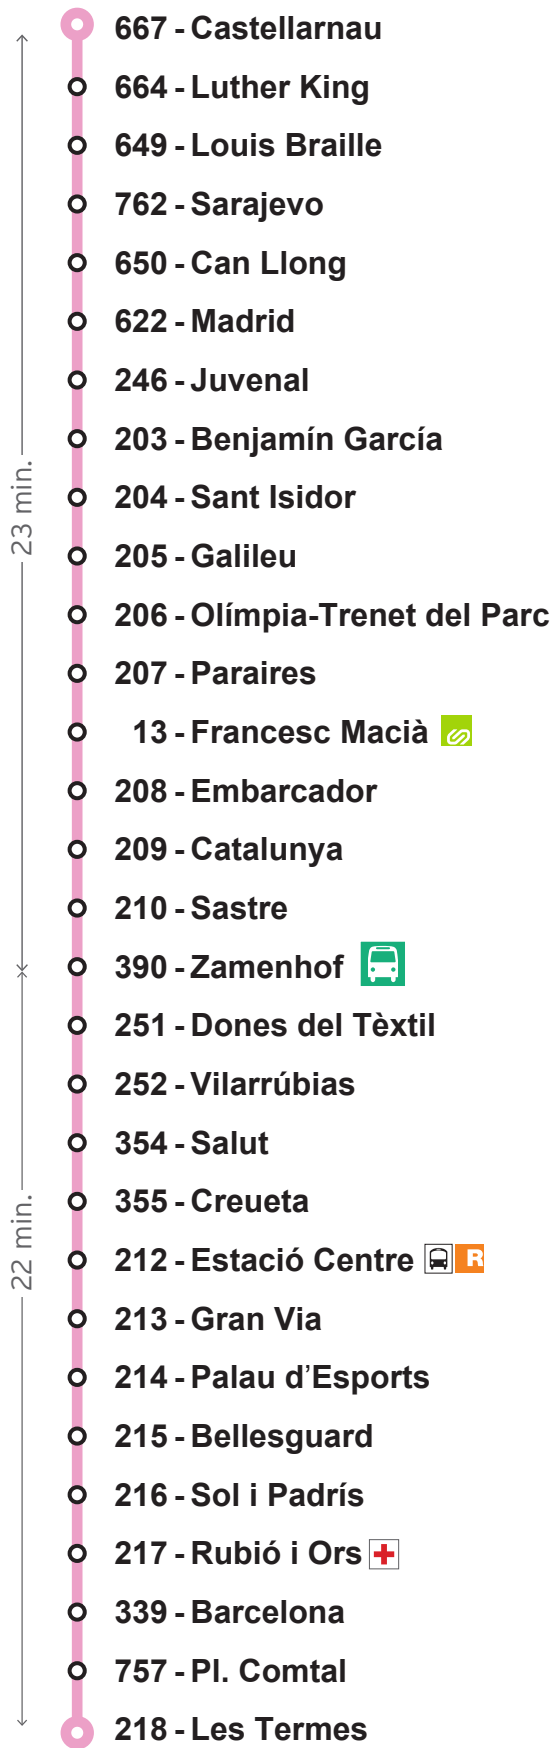 667 - Castellarnau
664 - Luther King
649 - Louis Braille
762 - Sarajevo
650 - Can Llong
622 - Madrid
246 - Juvenal
203 - Benjamín García
23 min.
204 - Sant Isidor
205 - Galileu
206 - Olímpia-Trenet del Parc
207 - Paraires
13 - Francesc Macià
208 - Embarcador
209 - Catalunya
210 - Sastre
390 - Zamenhof
251 - Dones del Tèxtil
252 - Vilarrúbias
354 - Salut
355 - Creueta
22 min.
212 - Estació Centre R
213 - Gran Via
214 - Palau d'Esports
215 - Bellesguard
216 - Sol i Padrís
217 - Rubió i Ors
339 - Barcelona
757 - Pl. Comtal
218 - Les Termes